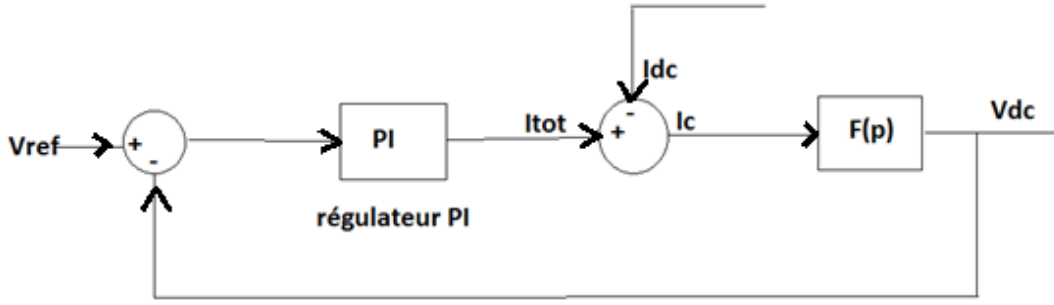 Idc
-
Vref
+
-
PI
Itot
+
Ic
F(p)
Vdc
régulateur PI